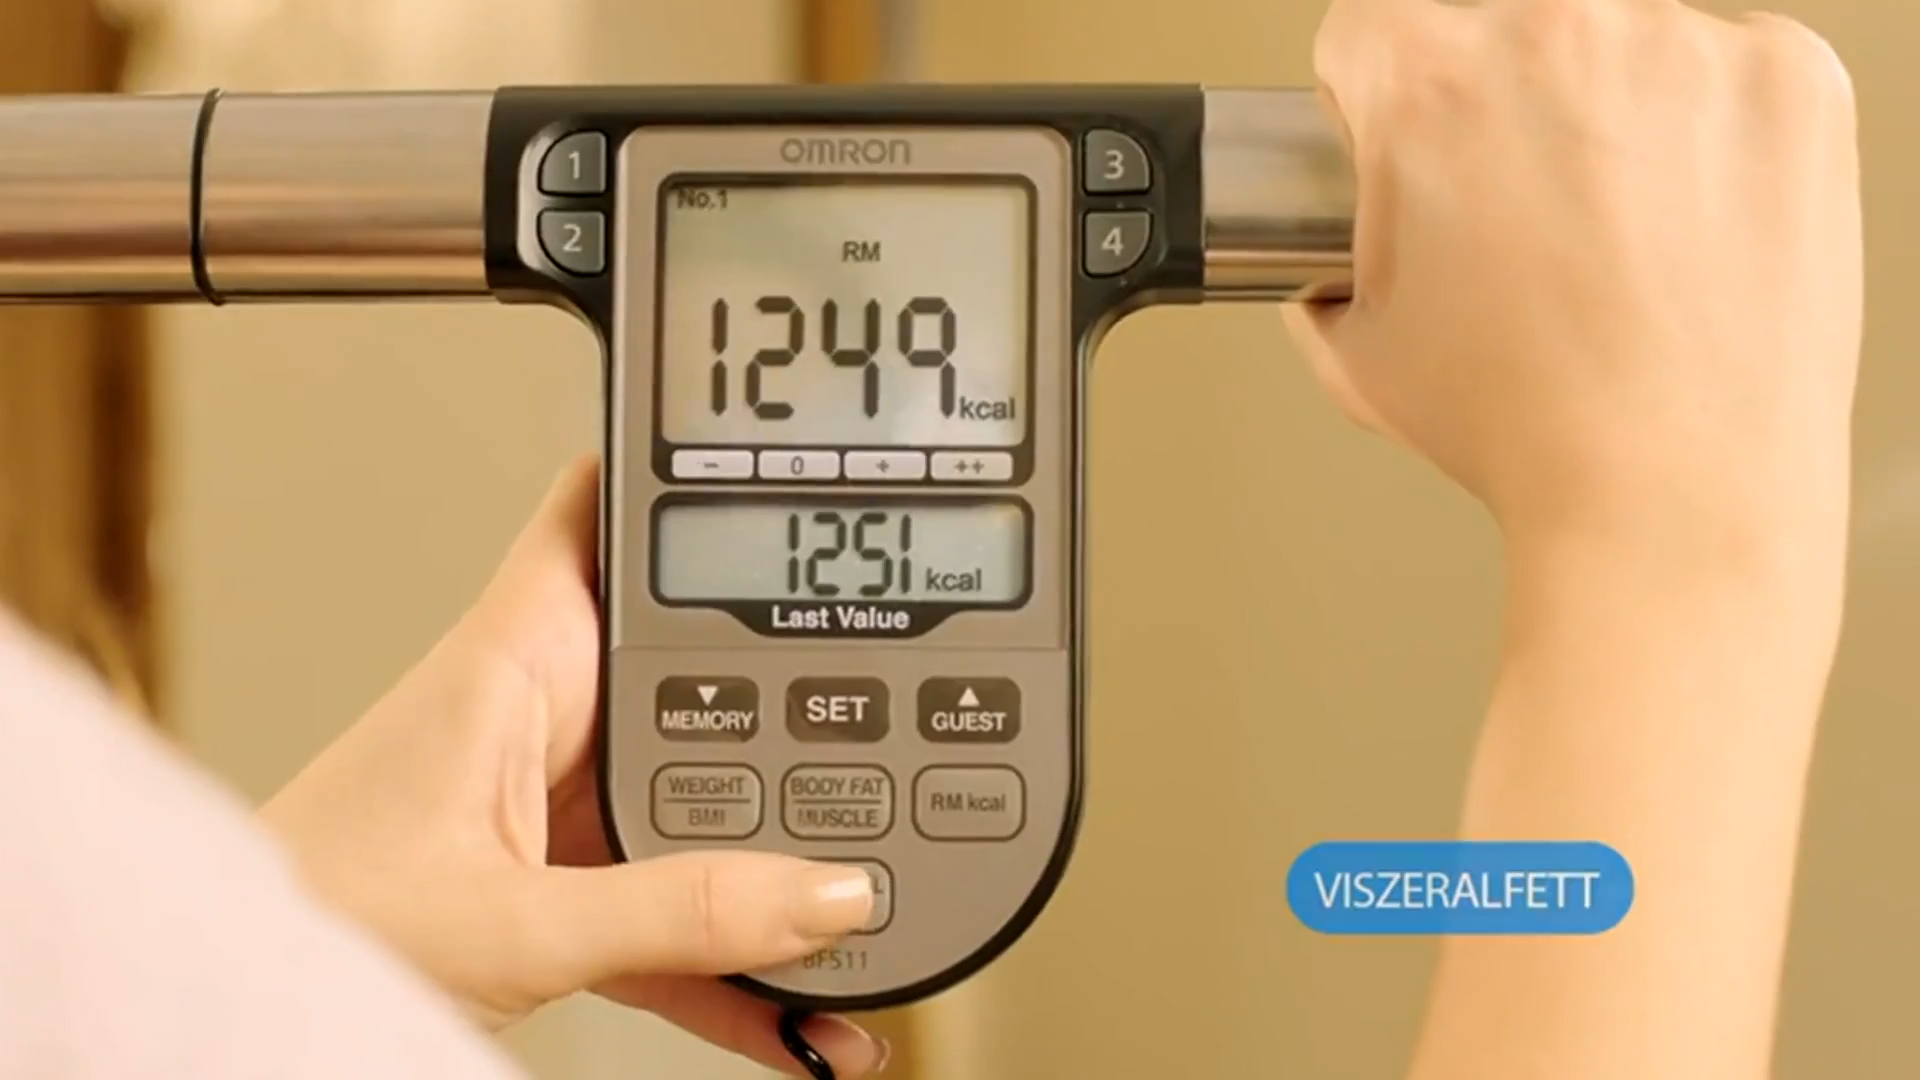 OMRON
1
2
3
4
No.1
RM
1249 kcal
- 0 + ++
1251 kcal
Last Value
MEMORY
SET
GUEST
WEIGHT
BMI
BODY FAT
MUSCLE
RM kcal
BF511
VISZERALFETT